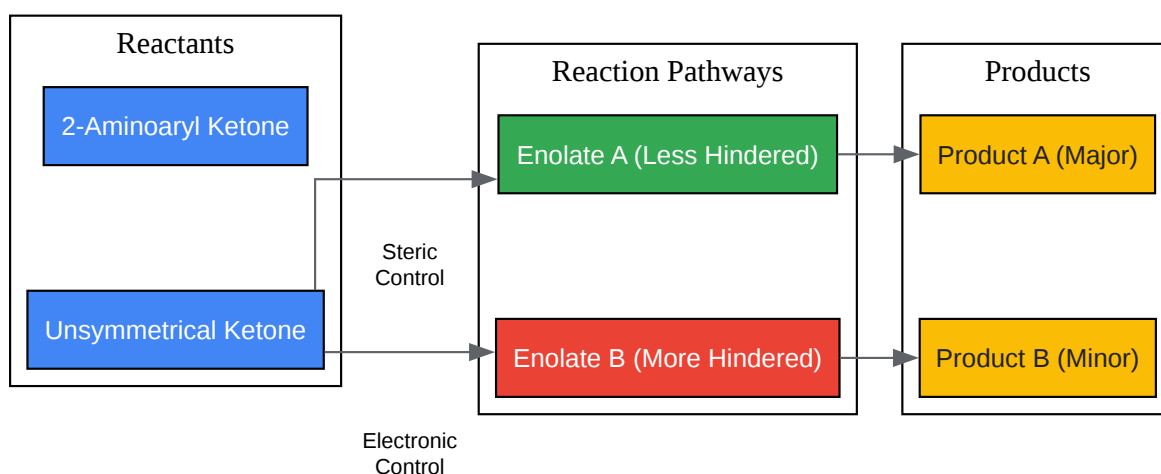 Reactants
2-Aminoaryl Ketone
Unsymmetrical Ketone
Steric
Control
Electronic
Control
Reaction Pathways
Enolate A (Less Hindered)
Enolate B (More Hindered)
Products
Product A (Major)
Product B (Minor)